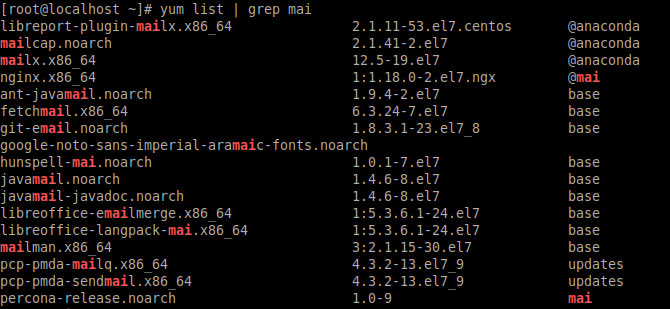 [root@localhost ~]# yum list | grep mai
libreport-plugin-mailx.x86_64 2.1.11-53.el7.centos @anaconda
mailcap.noarch 2.1.41-2.el7 @anaconda
mailx.x86_64 12.5-19.el7 @anaconda
nginx.x86_64 1:1.18.0-2.el7.ngx @mai
ant-javamail.noarch 1.9.4-2.el7 base
fetchmail.x86_64 6.3.24-7.el7 base
git-email.noarch 1.8.3.1-23.el7_8 base
google-noto-sans-imperial-aramaic-fonts.noarch
hunspell-mai.noarch 1.0.1-7.el7 base
javamail.noarch 1.4.6-8.el7 base
javamail-javadoc.noarch 1.4.6-8.el7 base
libreoffice-emailmerge.x86_64 1:5.3.6.1-24.el7 base
libreoffice-langpack-mai.x86_64 1:5.3.6.1-24.el7 base
mailman.x86_64 3:2.1.15-30.el7 base
pcp-pmda-mailq.x86_64 4.3.2-13.el7_9 updates
pcp-pmda-sendmail.x86_64 4.3.2-13.el7_9 updates
percona-release.noarch 1.0-9 mai